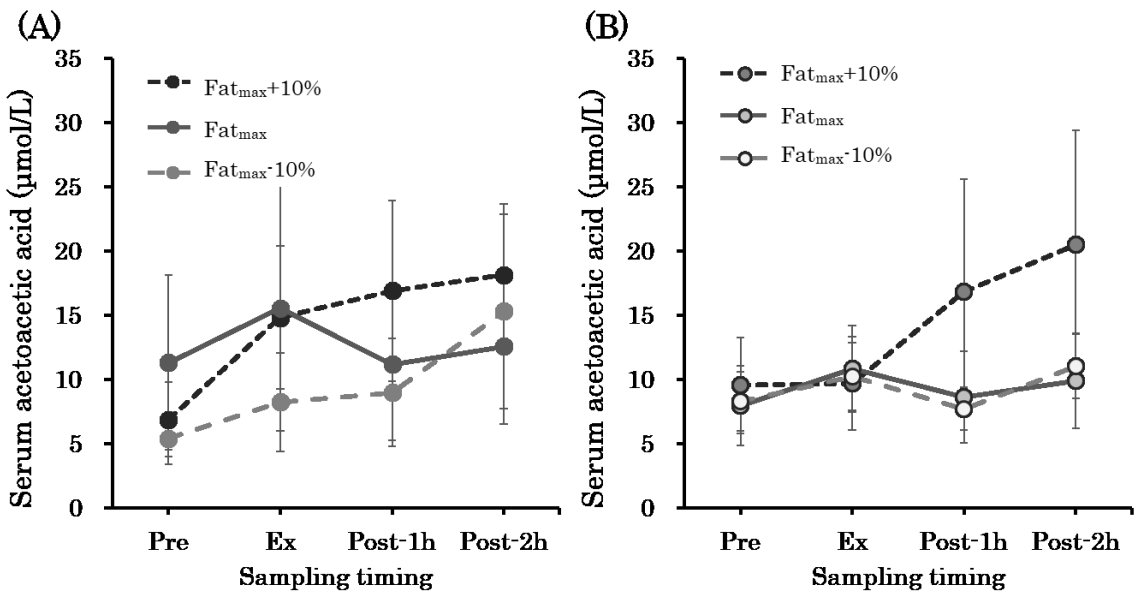 (A)
Serum acetoacetic acid (µmol/L)
35
30
25
20
15
10
5
0
Fatmax+10%
Fatmax
Fatmax-10%
Pre Ex Post-1h Post-2h
Sampling timing
(B)
Serum acetoacetic acid (µmol/L)
35
30
25
20
15
10
5
0
Fatmax+10%
Fatmax
Fatmax-10%
Pre Ex Post-1h Post-2h
Sampling timing